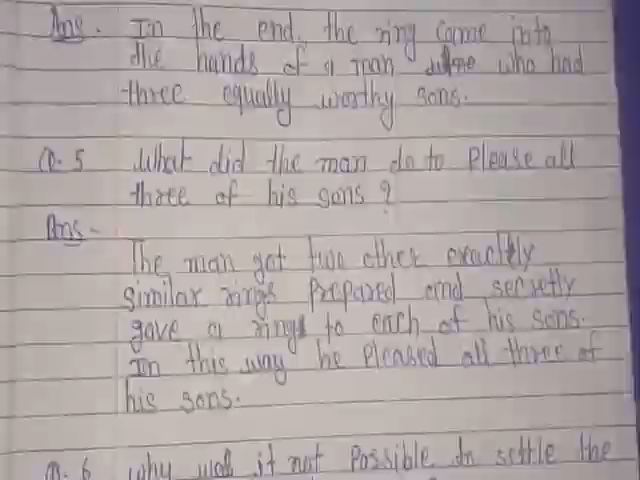 Ans. In the end, the ring came into
the hands of a man who had
three equally worthy sons.
Q.5 What did the man do to Please all
three of his sons?
Ans-
The man got two other exactly
similar rings Prepared and secretly
gave a ring to each of his sons.
In this way he Pleased all three of
his sons.
Q.6 why was it not Possible to settle the